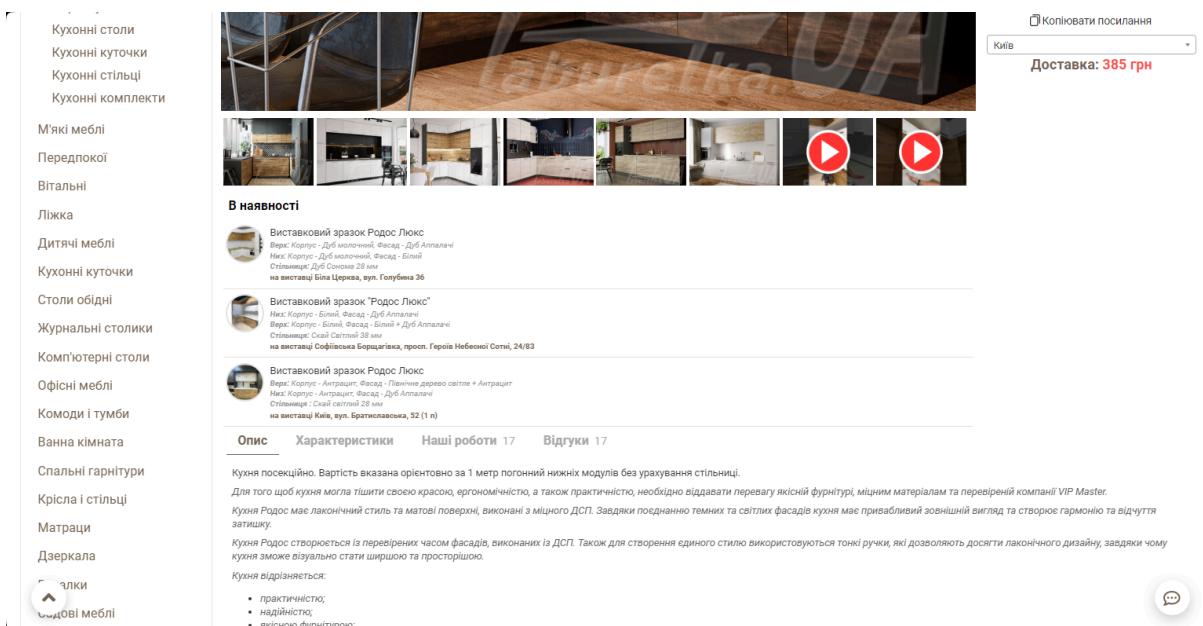 Кухонні столи
Кухонні куточки
Кухонні стільці
Кухонні комплекти
М'які меблі
Передпокої
Вітальні
Ліжка
Дитячі меблі
Кухонні куточки
Столи обідні
Журнальні столики
Комп'ютерні столи
Офісні меблі
Комоди і тумби
Ванна кімната
Спальні гарнітури
Крісла і стільці
Матраци
Дзеркала
меблі
taburetka.UA
Копіювати посилання
Київ
Доставка: 385 грн
В наявності
Виставковий зразок Родос Люкс
Верх: Корпус - Дуб молочний, Фасад - Дуб Аппалачі
Низ: Корпус - Дуб молочний, Фасад - Білий
Стільниця: Дуб Сонома 28 мм
на виставці Біла Церква, вул. Голубина 36
Виставковий зразок "Родос Люкс"
Низ: Корпус - Білий, Фасад - Дуб Аппалачі
Верх: Корпус - Білий, Фасад - Білий + Дуб Аппалачі
Стільниця: Скай Світлий 38 мм
на виставці Софіївська Борщагівка, просп. Героїв Небесної Сотні, 24/83
Виставковий зразок Родос Люкс
Верх: Корпус - Антрацит, Фасад - Північне дерево світле + Антрацит
Низ: Корпус - Антрацит, Фасад - Дуб Аппалачі
Стільниця : Скай світлий 28 мм
на виставці Київ, вул. Братиславська, 52 (1 п)
Опис Характеристики Наші роботи 17 Відгуки 17
Кухня посекційно. Вартість вказана орієнтовно за 1 метр погонний нижніх модулів без урахування стільниці.
Для того щоб кухня могла тішити своєю красою, ергономічністю, а також практичністю, необхідно віддавати перевагу якісній фурнітурі, міцним матеріалам та перевіреній компанії VIP Master.
Кухня Родос має лаконічний стиль та матові поверхні, виконані з міцного ДСП. Завдяки поєднанню темних та світлих фасадів кухня має привабливий зовнішній вигляд та створює гармонію та відчуття
затишку.
Кухня Родос створюється із перевірених часом фасадів, виконаних із ДСП. Також для створення єдиного стилю використовуються тонкі ручки, які дозволяють досягти лаконічного дизайну, завдяки чому
кухня зможе візуально стати ширшою та просторішою.
Кухня відрізняється:
практичністю;
надійністю;
якісною фурнітурою;